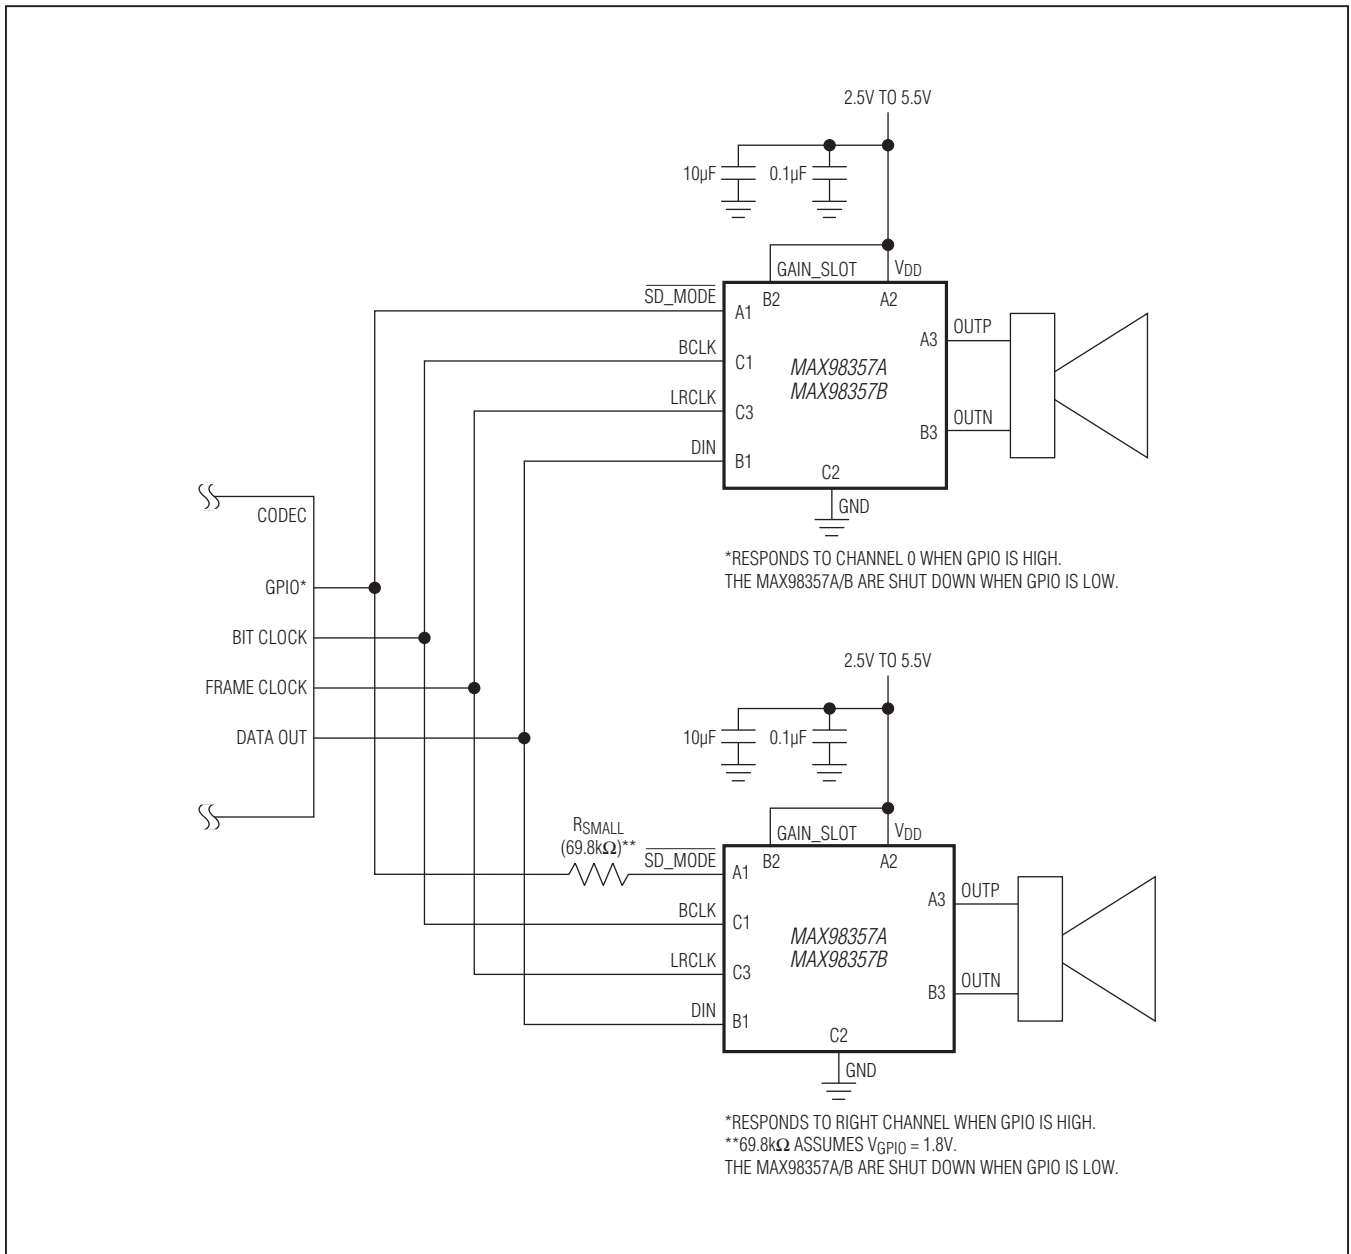 2.5V TO 5.5V
10µF
0.1µF
GAIN_SLOT
VDD
SD_MODE
B2
A2
A1
OUTP
A3
BCLK
C1
MAX98357A
MAX98357B
LRCLK
C3
OUTN
B3
DIN
B1
C2
GND
CODEC
*RESPONDS TO CHANNEL 0 WHEN GPIO IS HIGH.
THE MAX98357A/B ARE SHUT DOWN WHEN GPIO IS LOW.
GPIO*
BIT CLOCK
FRAME CLOCK
DATA OUT
2.5V TO 5.5V
10µF
0.1µF
RSMALL
(69.8kΩ)**
GAIN_SLOT
VDD
SD_MODE
B2
A2
A1
OUTP
A3
BCLK
C1
MAX98357A
MAX98357B
LRCLK
C3
OUTN
B3
DIN
B1
C2
GND
*RESPONDS TO RIGHT CHANNEL WHEN GPIO IS HIGH.
**69.8kΩ ASSUMES VGPIO = 1.8V.
THE MAX98357A/B ARE SHUT DOWN WHEN GPIO IS LOW.